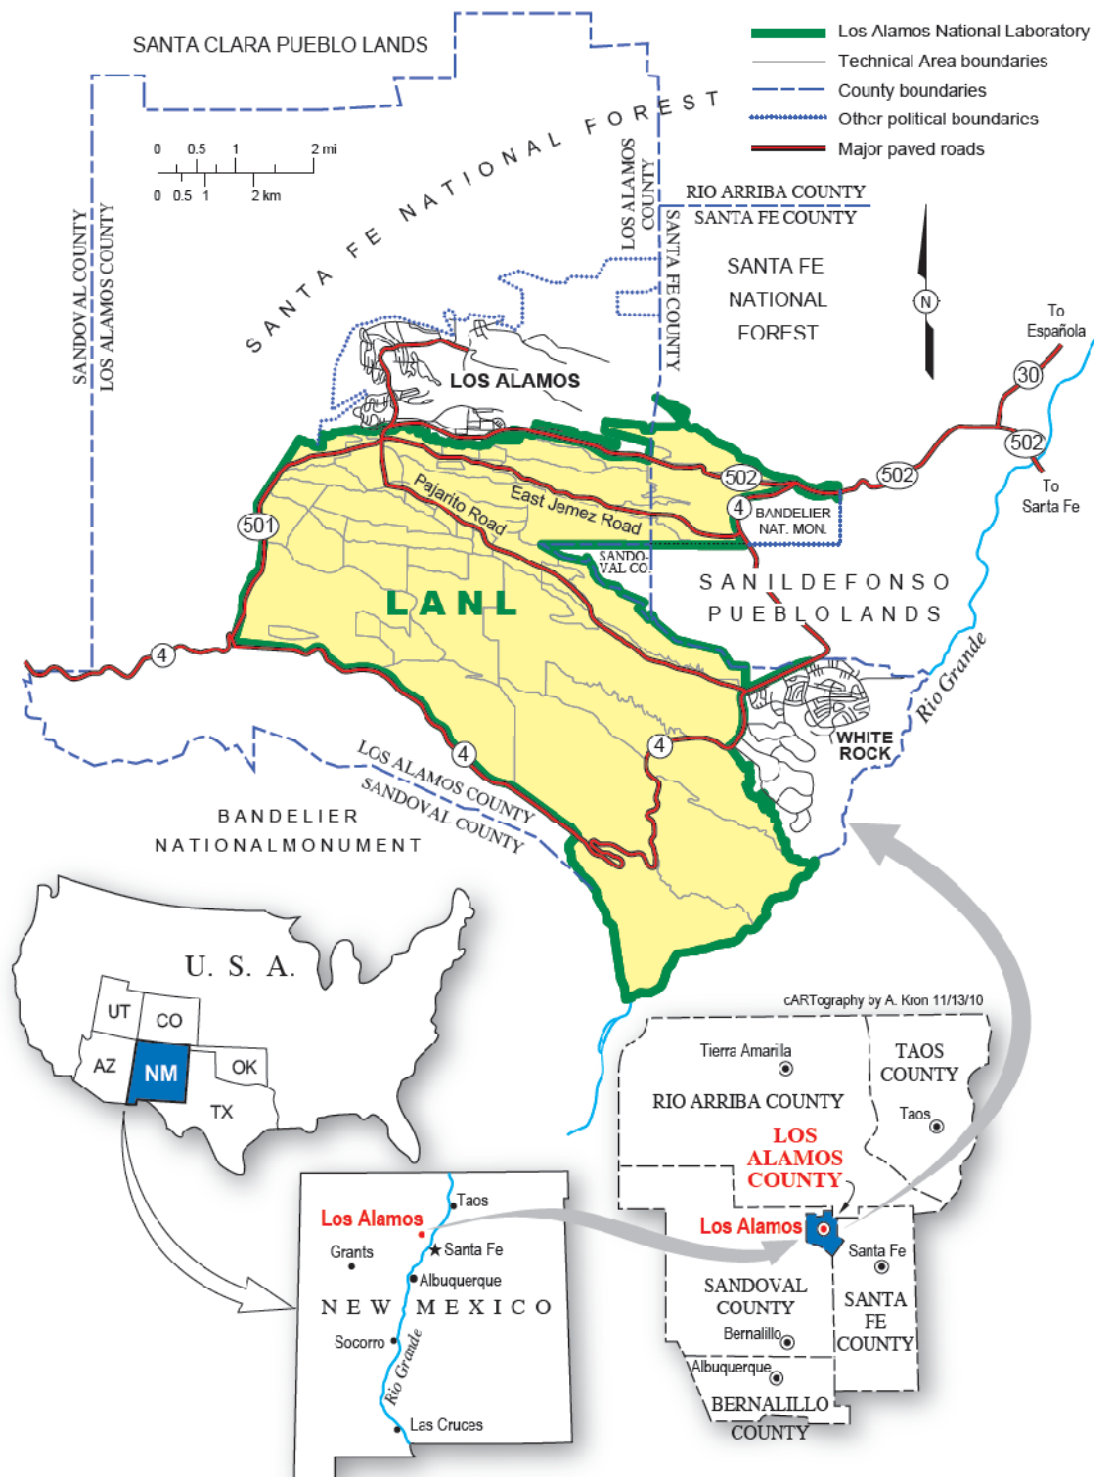 SANTA CLARA PUEBLO LANDS
Los Alamos National Laboratory
Technical Area boundaries
County boundaries
Other political boundaries
Major paved roads
0 0.5 1 2 mi
0 0.5 1 2 km
SANTA FE NATIONAL FOREST
SANDOVAL COUNTY
LOS ALAMOS COUNTY
LOS ALAMOS
COUNTY
SANTA FE COUNTY
RIO ARRIBA COUNTY
SANTA FE COUNTY
SANTA FE
NATIONAL
FOREST
N
To
Española
30
502
To
Santa Fe
LOS ALAMOS
502
502
4
BANDELIER
NAT. MON.
501
Pajarito Road
East Jemez Road
SANDO-
VAL CO.
LANL
SAN ILDEFONSO
PUEBLO LANDS
Rio Grande
4
WHITE
ROCK
4
4
LOS ALAMOS COUNTY
SANDOVAL COUNTY
BANDELIER
NATIONAL MONUMENT
U. S. A.
UT
CO
AZ
NM
OK
TX
cARTography by A. Kron 11/13/10
Tierra Amarilla
TAOS
COUNTY
RIO ARRIBA COUNTY
Taos
LOS
ALAMOS
COUNTY
Los Alamos
Santa Fe
SANDOVAL
COUNTY
SANTA
FE
COUNTY
Bernalillo
Albuquerque
BERNALILLO
COUNTY
Taos
Los Alamos
Santa Fe
Grants
Albuquerque
NEW MEXICO
Socorro
Rio Grande
Las Cruces